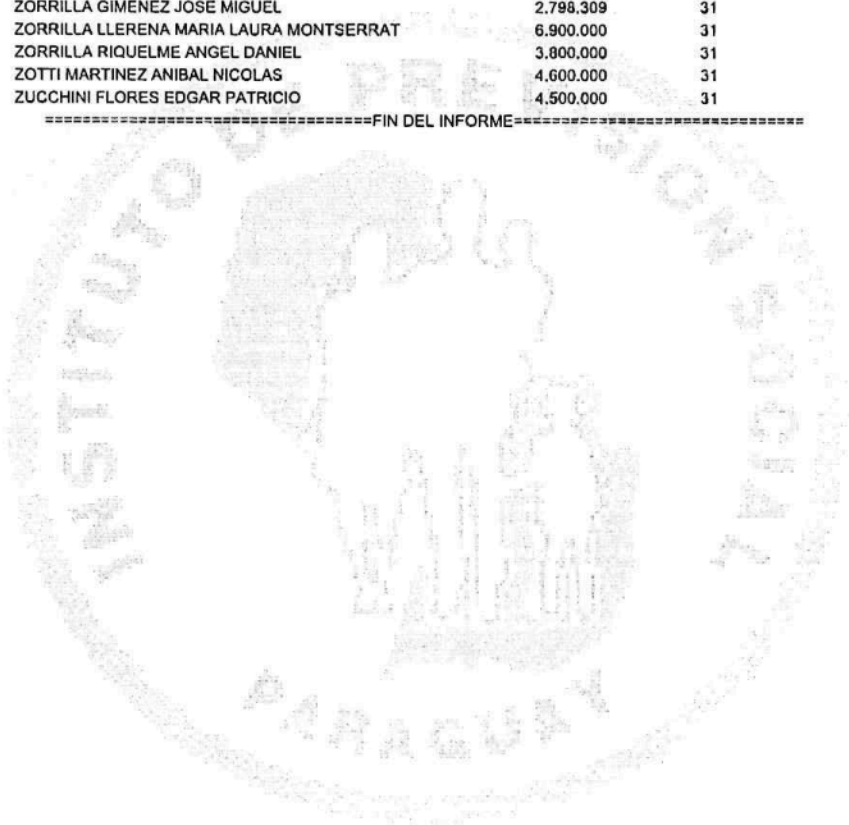 ZORRILLA GIMENEZ JOSE MIGUEL 2.798.309 31
ZORRILLA LLERENA MARIA LAURA MONTSERRAT 6.900.000 31
ZORRILLA RIQUELME ANGEL DANIEL 3.800.000 31
ZOTTI MARTINEZ ANIBAL NICOLAS 4.600.000 31
ZUCCHINI FLORES EDGAR PATRICIO 4.500.000 31
==================================FIN DEL INFORME==============================
INSTITUTO DE PREVISION SOCIAL
PARAGUAY